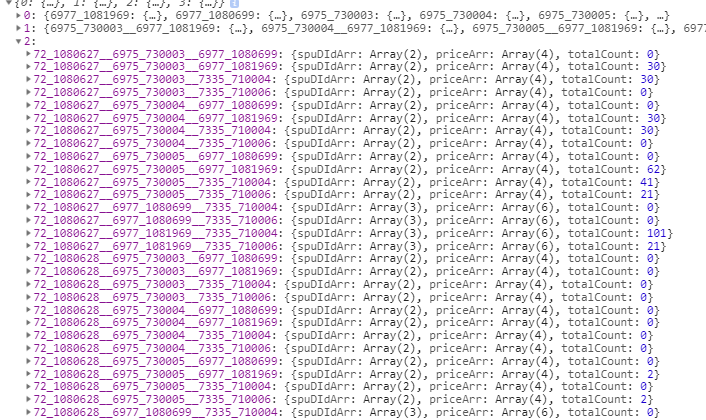 ▼{0: {…}, 1: {…}, 2: {…}, 3: {…}} i
▶0: {6977_1081969: {…}, 6977_1080699: {…}, 6975_730003: {…}, 6975_730004: {…}, 6975_730005: {…}, …}
▶1: {6975_730003__6977_1081969: {…}, 6975_730004__6977_1081969: {…}, 6975_730005__6977_1081969: {…}, 6977
▼2:
▶72_1080627__6975_730003__6977_1080699: {spuDIdArr: Array(2), priceArr: Array(4), totalCount: 0}
▶72_1080627__6975_730003__6977_1081969: {spuDIdArr: Array(2), priceArr: Array(4), totalCount: 30}
▶72_1080627__6975_730003__7335_710004: {spuDIdArr: Array(2), priceArr: Array(4), totalCount: 30}
▶72_1080627__6975_730003__7335_710006: {spuDIdArr: Array(2), priceArr: Array(4), totalCount: 0}
▶72_1080627__6975_730004__6977_1080699: {spuDIdArr: Array(2), priceArr: Array(4), totalCount: 0}
▶72_1080627__6975_730004__6977_1081969: {spuDIdArr: Array(2), priceArr: Array(4), totalCount: 30}
▶72_1080627__6975_730004__7335_710004: {spuDIdArr: Array(2), priceArr: Array(4), totalCount: 30}
▶72_1080627__6975_730004__7335_710006: {spuDIdArr: Array(2), priceArr: Array(4), totalCount: 0}
▶72_1080627__6975_730005__6977_1080699: {spuDIdArr: Array(2), priceArr: Array(4), totalCount: 0}
▶72_1080627__6975_730005__6977_1081969: {spuDIdArr: Array(2), priceArr: Array(4), totalCount: 62}
▶72_1080627__6975_730005__7335_710004: {spuDIdArr: Array(2), priceArr: Array(4), totalCount: 41}
▶72_1080627__6975_730005__7335_710006: {spuDIdArr: Array(2), priceArr: Array(4), totalCount: 21}
▶72_1080627__6977_1080699__7335_710004: {spuDIdArr: Array(3), priceArr: Array(6), totalCount: 0}
▶72_1080627__6977_1080699__7335_710006: {spuDIdArr: Array(3), priceArr: Array(6), totalCount: 0}
▶72_1080627__6977_1081969__7335_710004: {spuDIdArr: Array(3), priceArr: Array(6), totalCount: 101}
▶72_1080627__6977_1081969__7335_710006: {spuDIdArr: Array(3), priceArr: Array(6), totalCount: 21}
▶72_1080628__6975_730003__6977_1080699: {spuDIdArr: Array(2), priceArr: Array(4), totalCount: 0}
▶72_1080628__6975_730003__6977_1081969: {spuDIdArr: Array(2), priceArr: Array(4), totalCount: 0}
▶72_1080628__6975_730003__7335_710004: {spuDIdArr: Array(2), priceArr: Array(4), totalCount: 0}
▶72_1080628__6975_730003__7335_710006: {spuDIdArr: Array(2), priceArr: Array(4), totalCount: 0}
▶72_1080628__6975_730004__6977_1080699: {spuDIdArr: Array(2), priceArr: Array(4), totalCount: 0}
▶72_1080628__6975_730004__6977_1081969: {spuDIdArr: Array(2), priceArr: Array(4), totalCount: 0}
▶72_1080628__6975_730004__7335_710004: {spuDIdArr: Array(2), priceArr: Array(4), totalCount: 0}
▶72_1080628__6975_730004__7335_710006: {spuDIdArr: Array(2), priceArr: Array(4), totalCount: 0}
▶72_1080628__6975_730005__6977_1080699: {spuDIdArr: Array(2), priceArr: Array(4), totalCount: 0}
▶72_1080628__6975_730005__6977_1081969: {spuDIdArr: Array(2), priceArr: Array(4), totalCount: 2}
▶72_1080628__6975_730005__7335_710004: {spuDIdArr: Array(2), priceArr: Array(4), totalCount: 0}
▶72_1080628__6975_730005__7335_710006: {spuDIdArr: Array(2), priceArr: Array(4), totalCount: 2}
▶72_1080628__6977_1080699__7335_710004: {spuDIdArr: Array(3), priceArr: Array(6), totalCount: 0}